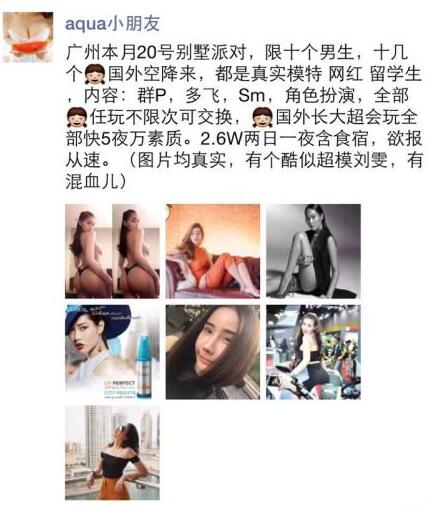 aqua小朋友
广州本月20号别墅派对，限十个男生，十几
个👧国外空降来，都是真实模特 网红 留学生
，内容：群P，多飞，Sm，角色扮演，全部
👧任玩不限次可交换，👧国外长大超会玩全
部快5夜万素质。2.6W两日一夜含食宿，欲报
从速。（图片均真实，有个酷似超模刘雯，有
混血儿）
UV PERFECT
CITY RESISTA